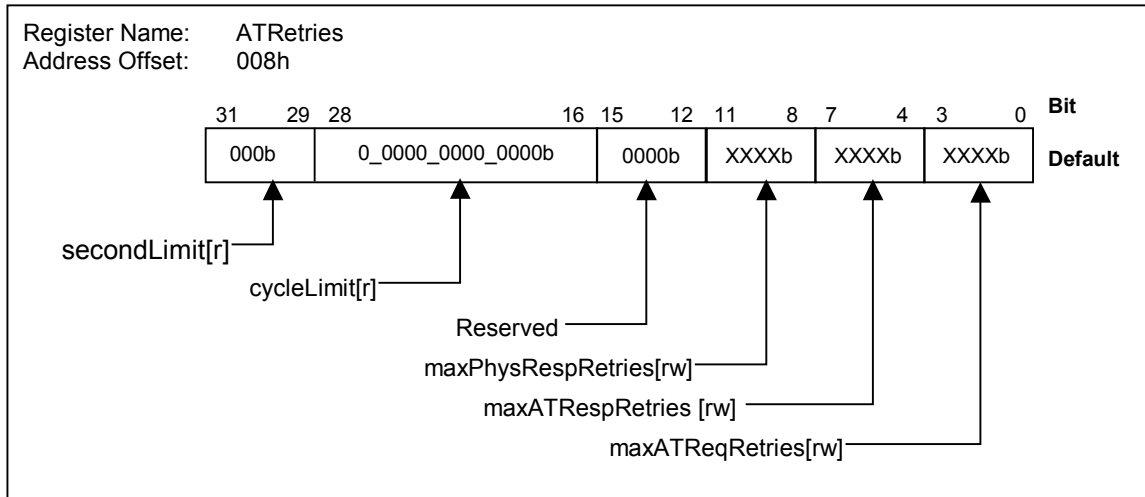 Register Name: ATRetries
Address Offset: 008h
31 29 28 16 15 12 11 8 7 4 3 0 Bit
000b 0_0000_0000_0000b 0000b XXXXb XXXXb XXXXb Default
secondLimit[r]
cycleLimit[r]
Reserved
maxPhysRespRetries[rw]
maxATRespRetries [rw]
maxATReqRetries[rw]